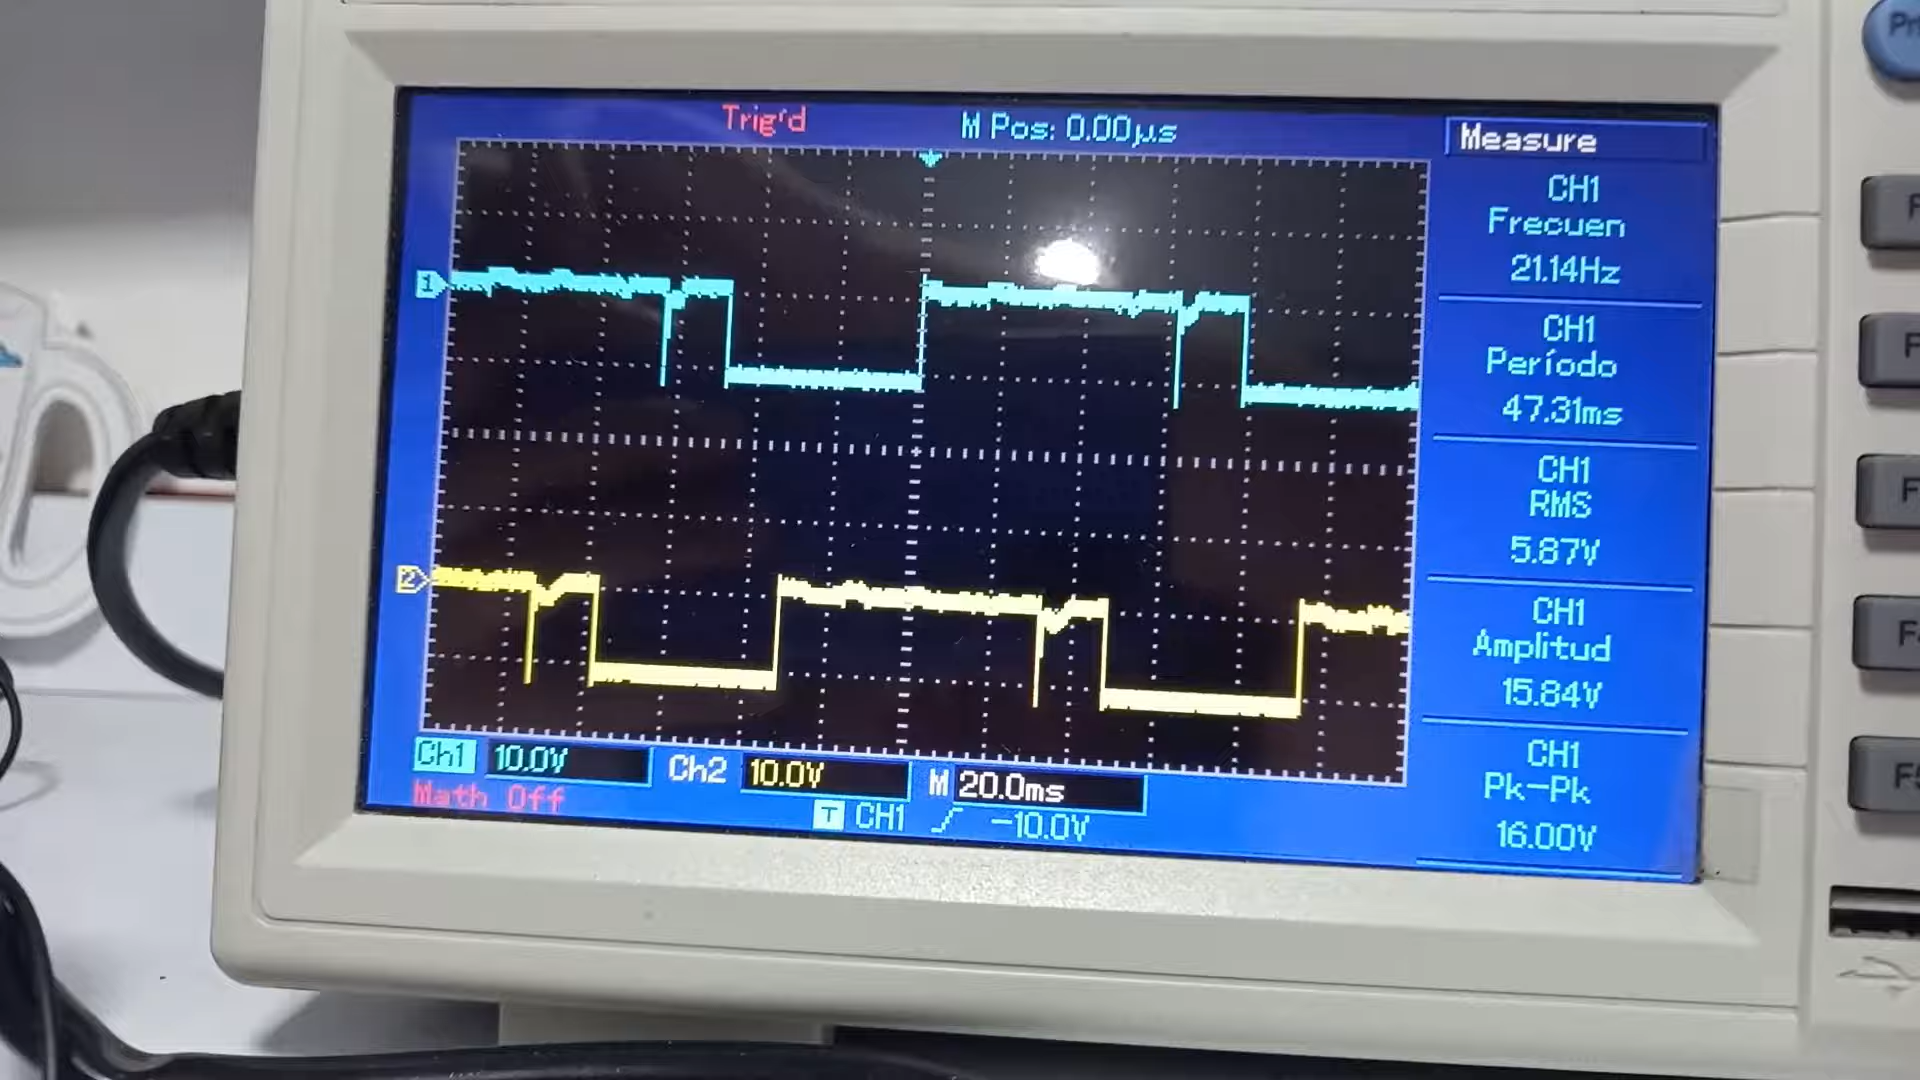 Trig'd
M Pos: 0.00µs
1
2
Ch1 10.0V
Ch2 10.0V
M 20.0ms
Math Off
T CH1 -10.0V
Measure
CH1
Frecuen
21.14Hz
CH1
Período
47.31ms
CH1
RMS
5.87V
CH1
Amplitud
15.84V
CH1
Pk-Pk
16.00V